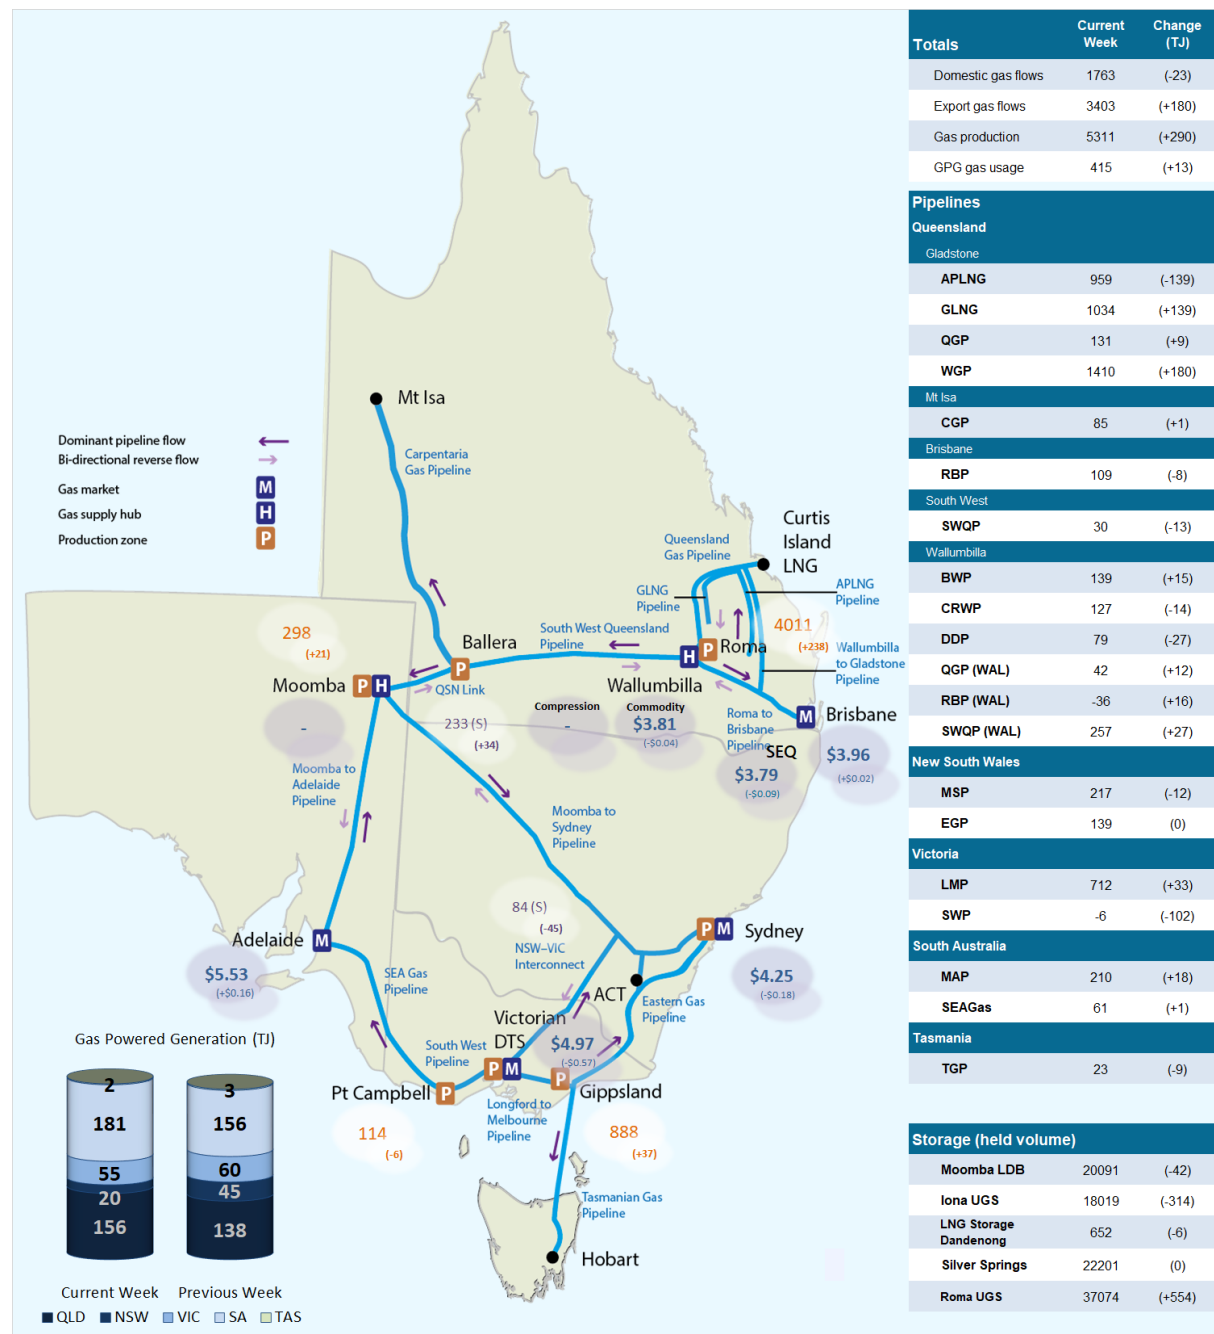 Mt Isa
Dominant pipeline flow
Bi-directional reverse flow
Gas market M
Gas supply hub H
Production zone P
Carpentaria
Gas Pipeline
Curtis
Island
LNG
Queensland
Gas Pipeline
GLNG
Pipeline
APLNG
Pipeline
298
(+21)
4011
(+238)
Ballera
P
South West Queensland
Pipeline
H P Roma
Wallumbilla
to Gladstone
Pipeline
Moomba P H
QSN Link
Wallumbilla
-
233 (S)
(+34)
Compression
-
Commodity
$3.81
(-$0.04)
Roma to
Brisbane
Pipeline
M Brisbane
SEQ
$3.79
(-$0.09)
$3.96
(+$0.02)
Moomba to
Adelaide
Pipeline
Moomba to
Sydney
Pipeline
84 (S)
(-45)
NSW-VIC
Interconnect
P M Sydney
$4.25
(-$0.18)
Adelaide M
$5.53
(+$0.16)
SEA Gas
Pipeline
ACT
Eastern Gas
Pipeline
Victorian
DTS
P M
$4.97
(-$0.57)
South West
Pipeline
P
Gippsland
Pt Campbell P
114
(-6)
Longford to
Melbourne
Pipeline
888
(+37)
Tasmanian Gas
Pipeline
Hobart
Gas Powered Generation (TJ)
2 3
181 156
55 60
20 45
156 138
Current Week Previous Week
QLD NSW VIC SA TAS
Totals Current Week Change (TJ)
Domestic gas flows 1763 (-23)
Export gas flows 3403 (+180)
Gas production 5311 (+290)
GPG gas usage 415 (+13)
Pipelines
Queensland
Gladstone
APLNG 959 (-139)
GLNG 1034 (+139)
QGP 131 (+9)
WGP 1410 (+180)
Mt Isa
CGP 85 (+1)
Brisbane
RBP 109 (-8)
South West
SWQP 30 (-13)
Wallumbilla
BWP 139 (+15)
CRWP 127 (-14)
DDP 79 (-27)
QGP (WAL) 42 (+12)
RBP (WAL) -36 (+16)
SWQP (WAL) 257 (+27)
New South Wales
MSP 217 (-12)
EGP 139 (0)
Victoria
LMP 712 (+33)
SWP -6 (-102)
South Australia
MAP 210 (+18)
SEAGas 61 (+1)
Tasmania
TGP 23 (-9)
Storage (held volume)
Moomba LDB 20091 (-42)
Iona UGS 18019 (-314)
LNG Storage
Dandenong 652 (-6)
Silver Springs 22201 (0)
Roma UGS 37074 (+554)